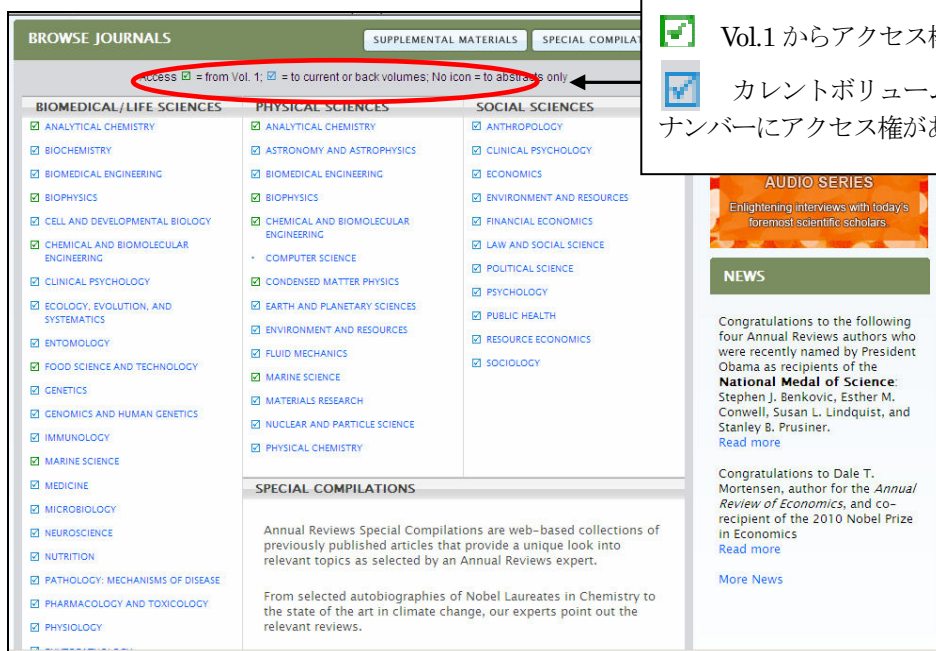 BROWSE JOURNALS
SUPPLEMENTAL MATERIALS
SPECIAL COMPILAT
Access = from Vol. 1; = to current or back volumes; No icon = to abstracts only
Vol.1 からアクセス権
カレントボリューム
ナンバーにアクセス権があ
BIOMEDICAL/LIFE SCIENCES
ANALYTICAL CHEMISTRY
BIOCHEMISTRY
BIOMEDICAL ENGINEERING
BIOPHYSICS
CELL AND DEVELOPMENTAL BIOLOGY
CHEMICAL AND BIOMOLECULAR
ENGINEERING
CLINICAL PSYCHOLOGY
ECOLOGY, EVOLUTION, AND
SYSTEMATICS
ENTOMOLOGY
FOOD SCIENCE AND TECHNOLOGY
GENETICS
GENOMICS AND HUMAN GENETICS
IMMUNOLOGY
MARINE SCIENCE
MEDICINE
MICROBIOLOGY
NEUROSCIENCE
NUTRITION
PATHOLOGY: MECHANISMS OF DISEASE
PHARMACOLOGY AND TOXICOLOGY
PHYSIOLOGY
PHYSICAL SCIENCES
ANALYTICAL CHEMISTRY
ASTRONOMY AND ASTROPHYSICS
BIOMEDICAL ENGINEERING
BIOPHYSICS
CHEMICAL AND BIOMOLECULAR
ENGINEERING
COMPUTER SCIENCE
CONDENSED MATTER PHYSICS
EARTH AND PLANETARY SCIENCES
ENVIRONMENT AND RESOURCES
FLUID MECHANICS
MARINE SCIENCE
MATERIALS RESEARCH
NUCLEAR AND PARTICLE SCIENCE
PHYSICAL CHEMISTRY
SOCIAL SCIENCES
ANTHROPOLOGY
CLINICAL PSYCHOLOGY
ECONOMICS
ENVIRONMENT AND RESOURCES
FINANCIAL ECONOMICS
LAW AND SOCIAL SCIENCE
POLITICAL SCIENCE
PSYCHOLOGY
PUBLIC HEALTH
RESOURCE ECONOMICS
SOCIOLOGY
SPECIAL COMPILATIONS
Annual Reviews Special Compilations are web-based collections of
previously published articles that provide a unique look into
relevant topics as selected by an Annual Reviews expert.
From selected autobiographies of Nobel Laureates in Chemistry to
the state of the art in climate change, our experts point out the
relevant reviews.
AUDIO SERIES
Enlightening interviews with today's
foremost scientific scholars
NEWS
Congratulations to the following
four Annual Reviews authors who
were recently named by President
Obama as recipients of the
National Medal of Science:
Stephen J. Benkovic, Esther M.
Conwell, Susan L. Lindquist, and
Stanley B. Prusiner.
Read more
Congratulations to Dale T.
Mortensen, author for the Annual
Review of Economics, and co-
recipient of the 2010 Nobel Prize
in Economics
Read more
More News